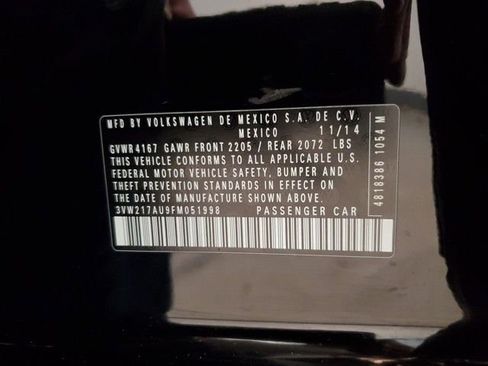 MFD BY VOLKSWAGEN DE MEXICO S.A. DE C.V.
MEXICO 11/14
GVWR4167 GAWR FRONT 2205 / REAR 2072 LBS
THIS VEHICLE CONFORMS TO ALL APPLICABLE U.S.
FEDERAL MOTOR VEHICLE SAFETY, BUMPER AND
THEFT PREVENTION STANDARDS IN EFFECT ON
THE DATE OF MANUFACTURE SHOWN ABOVE.
3VW217AU9FM051998 PASSENGER CAR
4818386 1054 M